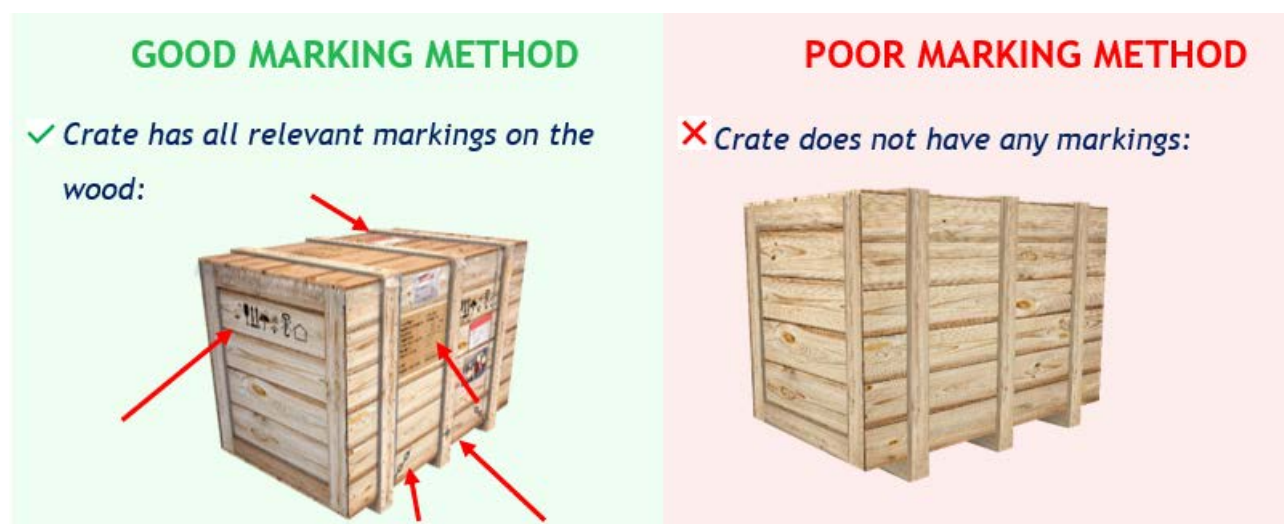 GOOD MARKING METHOD
✓ Crate has all relevant markings on the
wood:
POOR MARKING METHOD
✕ Crate does not have any markings: